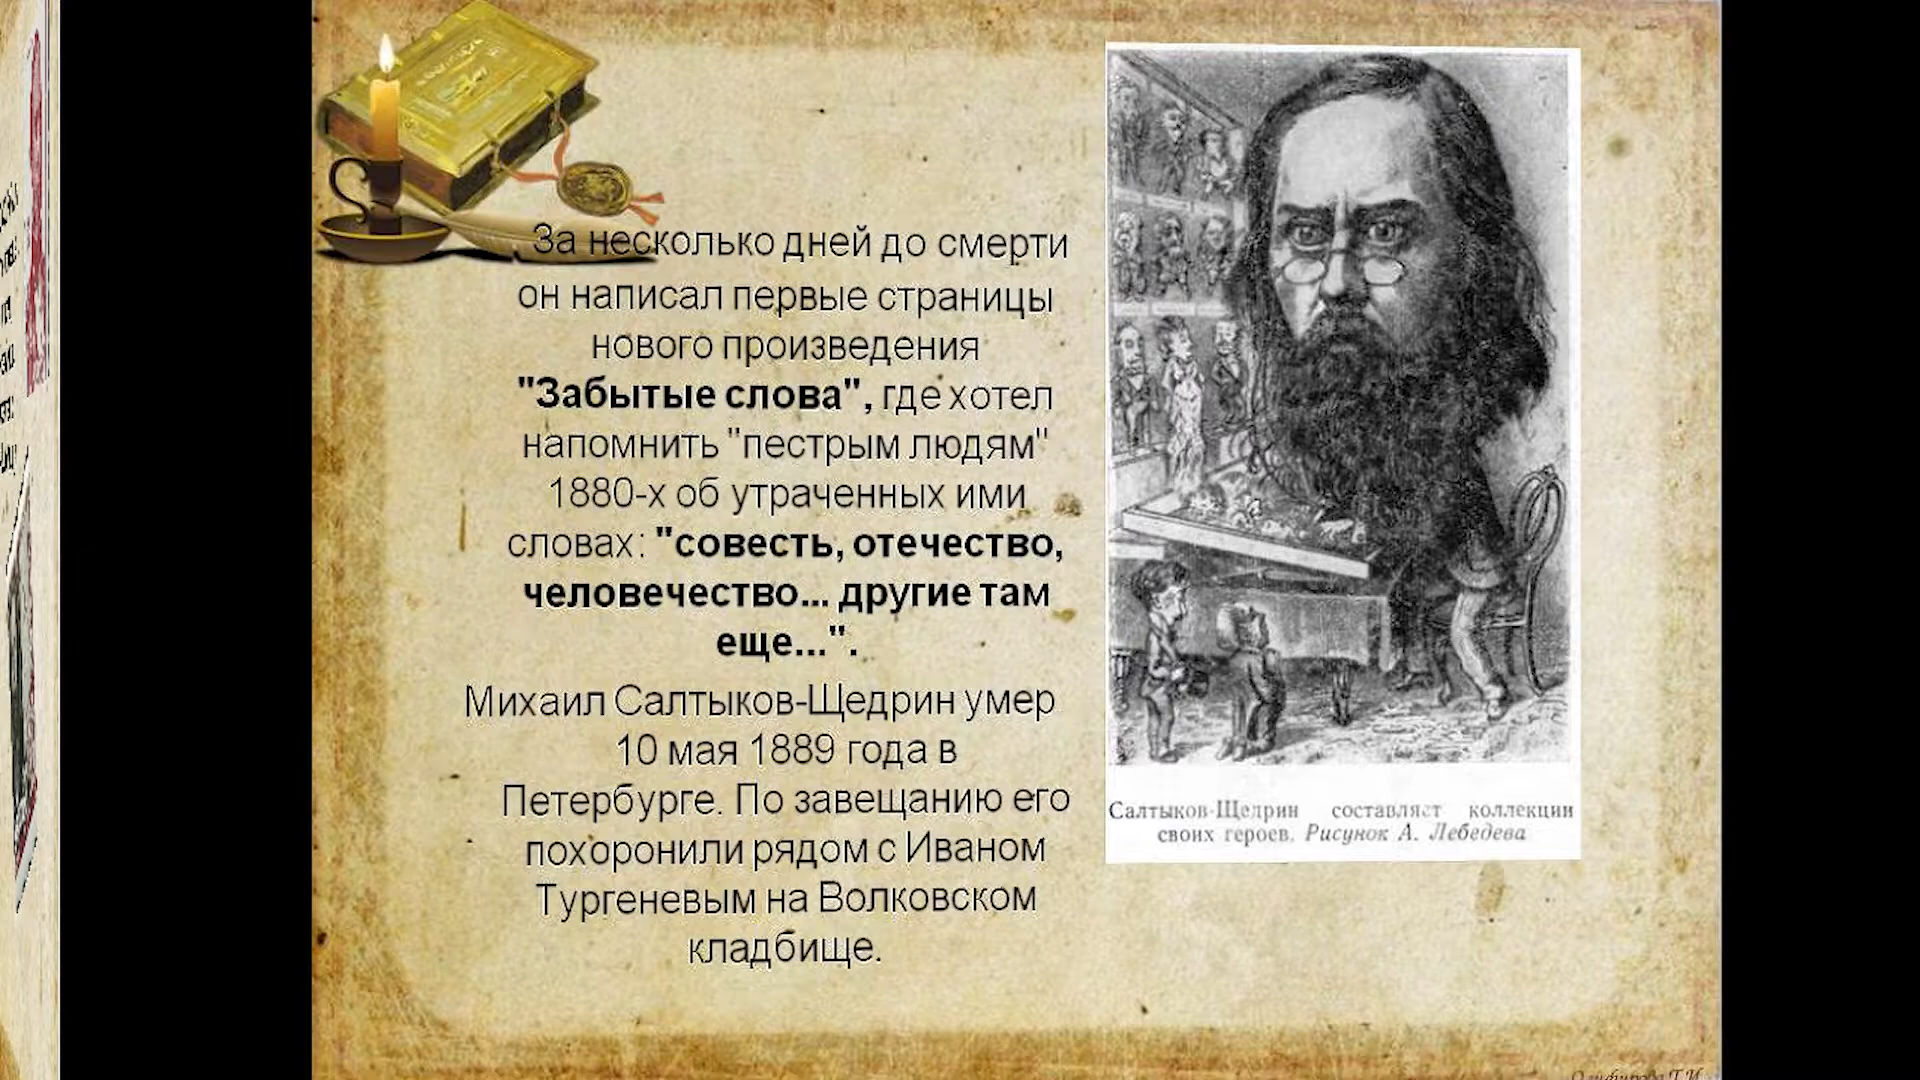 За несколько дней до смерти
он написал первые страницы
нового произведения
"Забытые слова", где хотел
напомнить "пестрым людям"
1880-х об утраченных ими
словах: "совесть, отечество,
человечество... другие там
еще...".
Михаил Салтыков-Щедрин умер
10 мая 1889 года в
Петербурге. По завещанию его
похоронили рядом с Иваном
Тургеневым на Волковском
кладбище.
Салтыков-Щедрин составляет коллекции
своих героев. Рисунок А. Лебедева